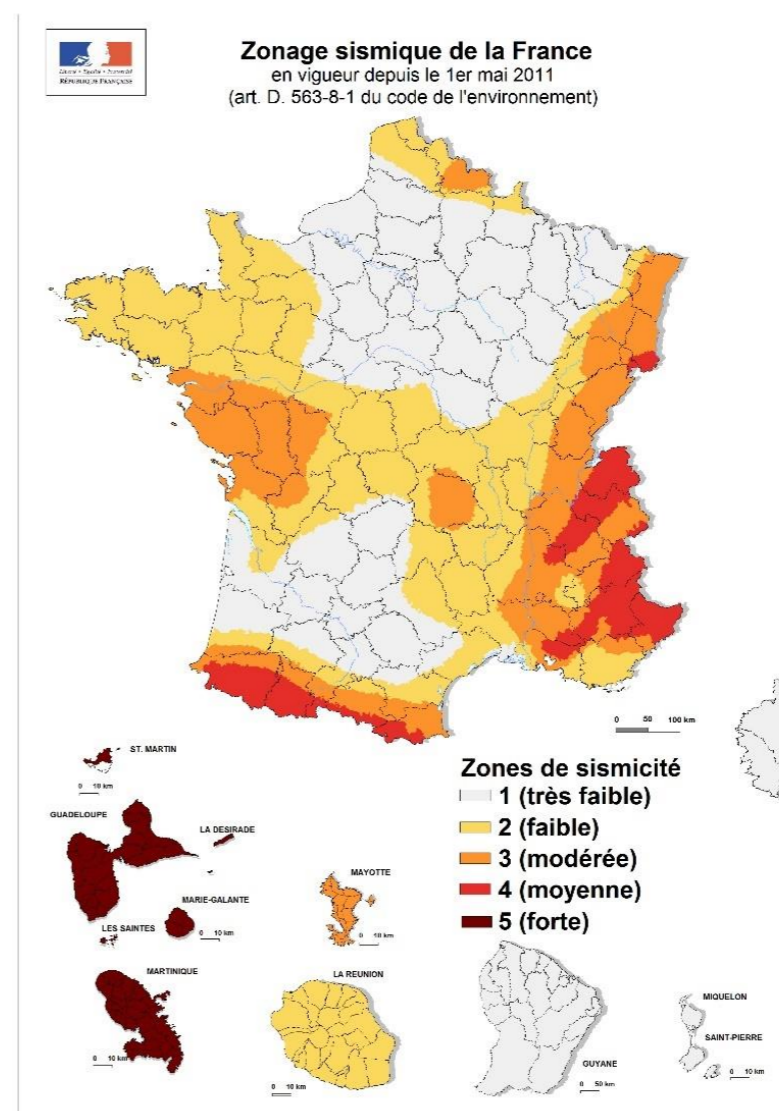 Liberté • Égalité • Fraternité
RÉPUBLIQUE FRANÇAISE
Zonage sismique de la France
en vigueur depuis le 1er mai 2011
(art. D. 563-8-1 du code de l'environnement)
0 50 100 km
ST. MARTIN
0 10 km
GUADELOUPE
LA DESIRADE
MARIE-GALANTE
0 10 km
LES SAINTES
MARTINIQUE
0 10 km
MAYOTTE
0 10 km
LA REUNION
0 10 km
Zones de sismicité
1 (très faible)
2 (faible)
3 (modérée)
4 (moyenne)
5 (forte)
GUYANE
0 50 km
MIQUELON
SAINT-PIERRE
0 10 km